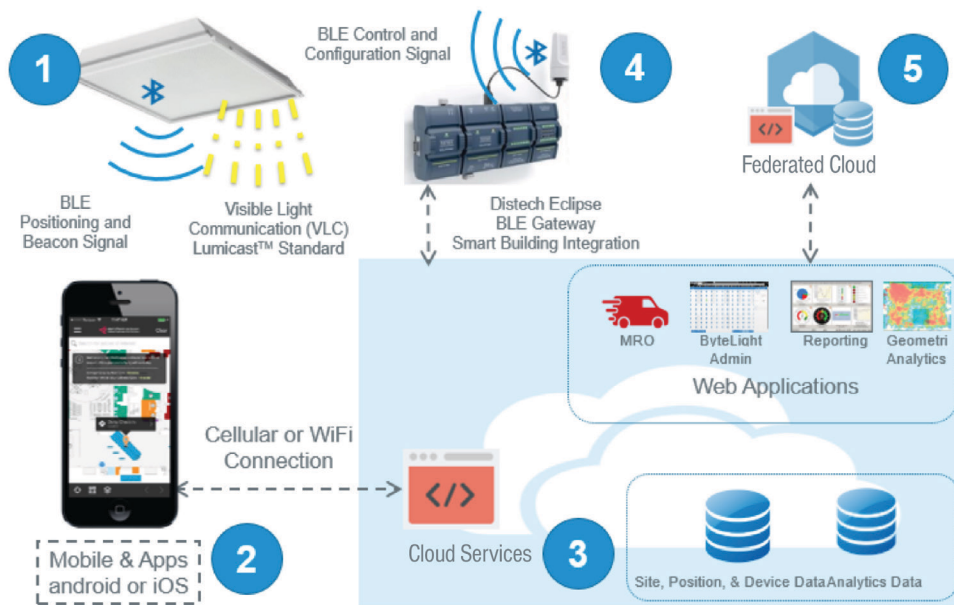 1
BLE Control and
Configuration Signal
4
5
</>
Federated Cloud
BLE
Positioning and
Beacon Signal
Visible Light
Communication (VLC)
Lumicast™ Standard
Distech Eclipse
BLE Gateway
Smart Building Integration
MRO
ByteLight
Admin
Reporting
Geometri
Analytics
Web Applications
Cellular or WiFi
Connection
</>
Cloud Services
3
Mobile & Apps
android or iOS
2
Site, Position, & Device Data
Analytics Data